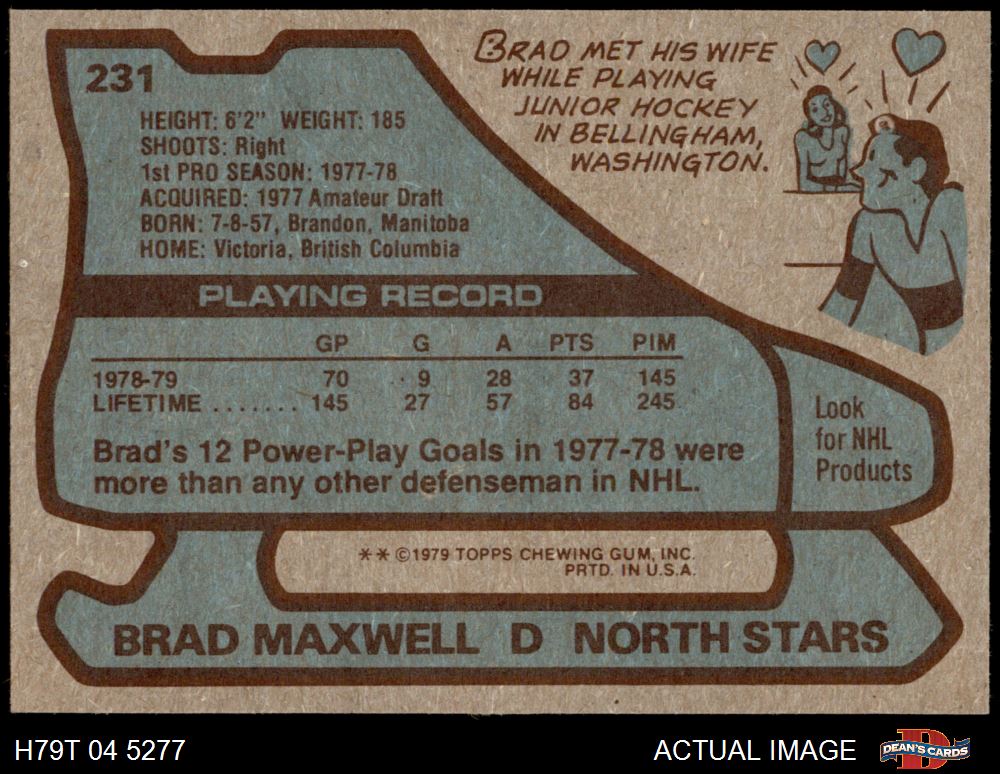 231
HEIGHT: 6'2" WEIGHT: 185
SHOOTS: Right
1st PRO SEASON: 1977-78
ACQUIRED: 1977 Amateur Draft
BORN: 7-8-57, Brandon, Manitoba
HOME: Victoria, British Columbia
BRAD MET HIS WIFE
WHILE PLAYING
JUNIOR HOCKEY
IN BELLINGHAM,
WASHINGTON.
PLAYING RECORD
GP G A PTS PIM
1978-79 70 9 28 37 145
LIFETIME ....... 145 27 57 84 245
Brad's 12 Power-Play Goals in 1977-78 were
more than any other defenseman in NHL.
Look
for NHL
Products
** ©1979 TOPPS CHEWING GUM, INC.
PRTD. IN U.S.A.
BRAD MAXWELL D NORTH STARS
H79T 04 5277
ACTUAL IMAGE
D
DEAN'S CARDS